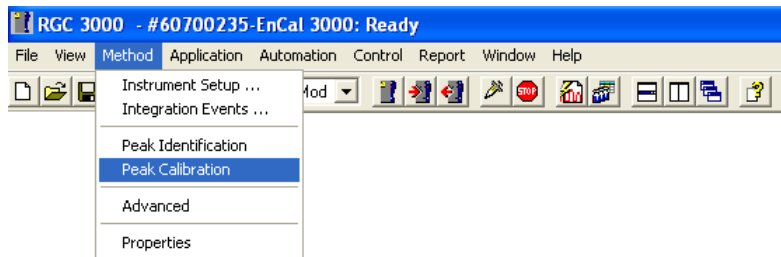 RGC 3000 - #60700235-EnCal 3000: Ready
File View Method Application Automation Control Report Window Help
Instrument Setup ...
Mod
STOP
Integration Events ...
Peak Identification
Peak Calibration
Advanced
Properties